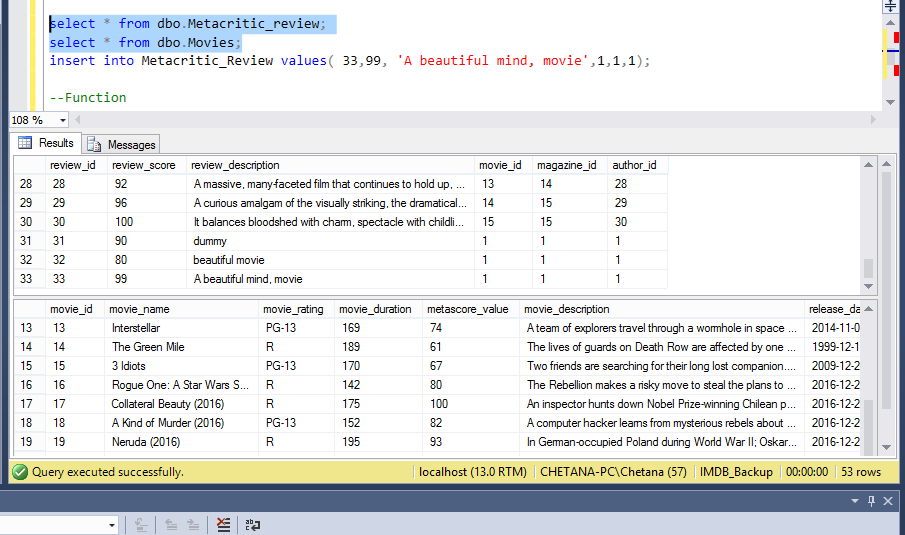 select * from dbo.Metacritic_review;
select * from dbo.Movies;
insert into Metacritic_Review values( 33,99, 'A beautiful mind, movie',1,1,1);
--Function
108 %
Results Messages
review_id review_score review_description movie_id magazine_id author_id
28 28 92 A massive, many-faceted film that continues to hold up, ... 13 14 28
29 29 96 A curious amalgam of the visually striking, the dramatical... 14 15 29
30 30 100 It balances bloodshed with charm, spectacle with childli... 15 15 30
31 31 90 dummy 1 1 1
32 32 80 beautiful movie 1 1 1
33 33 99 A beautiful mind, movie 1 1 1
movie_id movie_name movie_rating movie_duration metascore_value movie_description release_da
13 13 Interstellar PG-13 169 74 A team of explorers travel through a wormhole in space ... 2014-11-0
14 14 The Green Mile R 189 61 The lives of guards on Death Row are affected by one ... 1999-12-1
15 15 3 Idiots PG-13 170 67 Two friends are searching for their long lost companion.... 2009-12-2
16 16 Rogue One: A Star Wars S... R 142 80 The Rebellion makes a risky move to steal the plans to ... 2016-12-2
17 17 Collateral Beauty (2016) R 175 100 An inspector hunts down Nobel Prize-winning Chilean p... 2016-12-2
18 18 A Kind of Murder (2016) PG-13 152 82 A computer hacker learns from mysterious rebels about ... 2016-12-2
19 19 Neruda (2016) R 195 93 In German-occupied Poland during World War II; Oskar... 2016-12-2
Query executed successfully. localhost (13.0 RTM) CHETANA-PC\Chetana (57) IMDB_Backup 00:00:00 53 rows